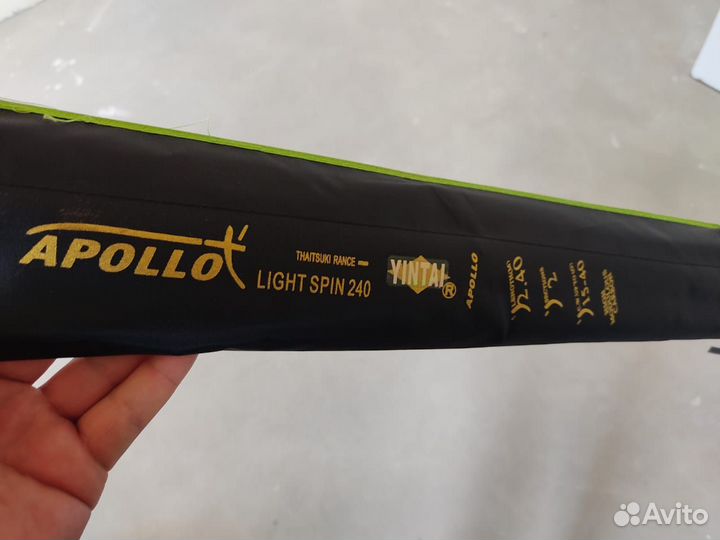 APOLLO
THAITSUKI RANCE
LIGHT SPIN 240
YINTAI ®
APOLLO
2.40
2
15-40
Avito